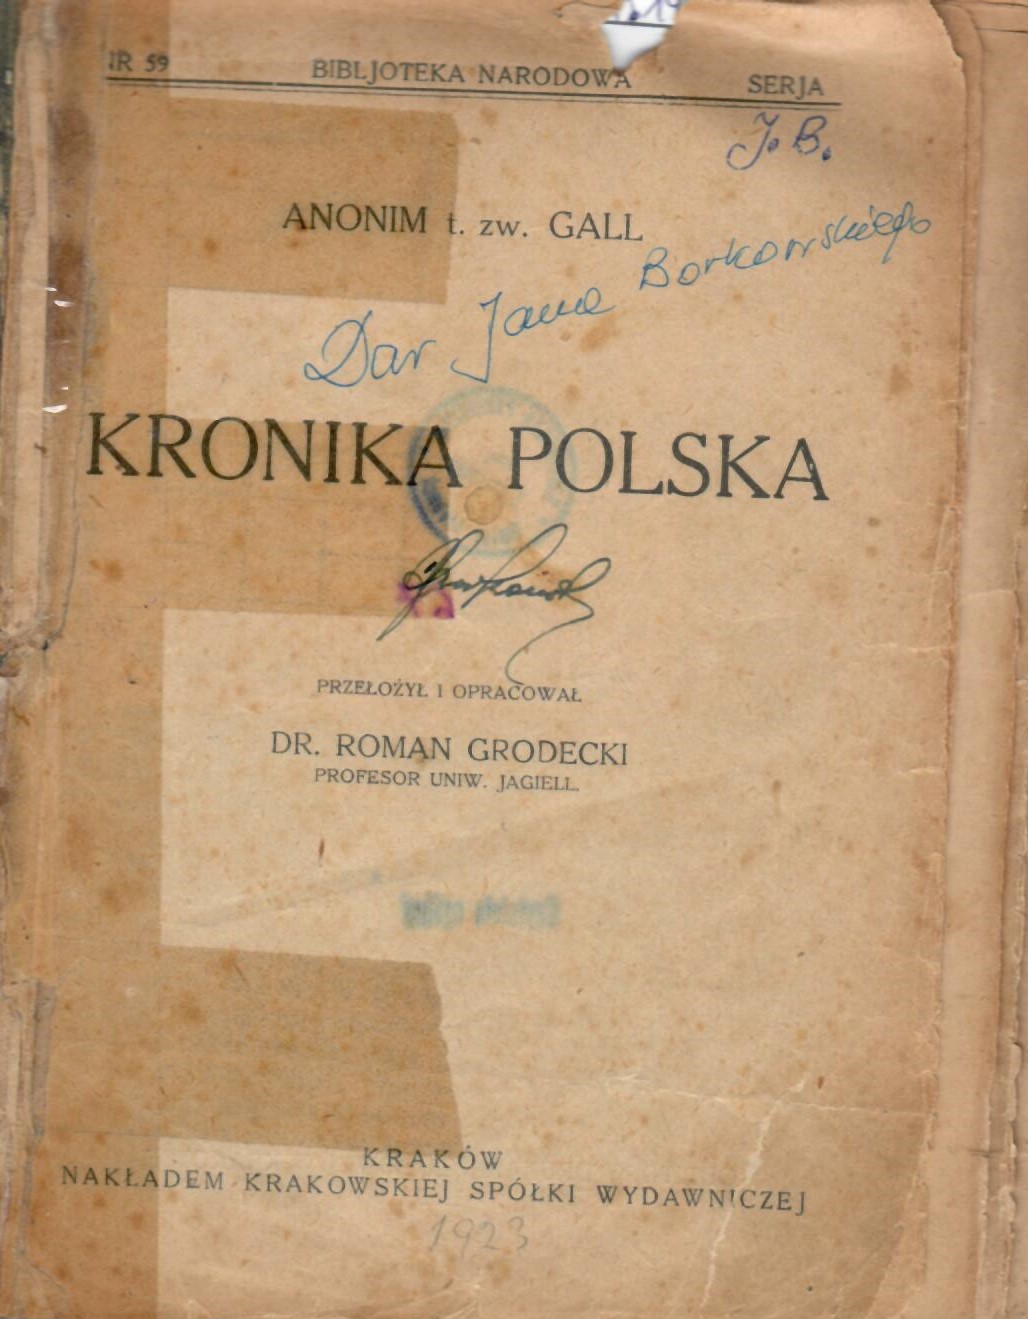 NR 59 BIBLJOTEKA NARODOWA SERJA
J. B.
ANONIM t. zw. GALL
Dar Jana Borkowskiego
KRONIKA POLSKA
PRZEŁOŻYŁ I OPRACOWAŁ
DR. ROMAN GRODECKI
PROFESOR UNIW. JAGIELL.
KRAKÓW
NAKŁADEM KRAKOWSKIEJ SPÓŁKI WYDAWNICZEJ
1923